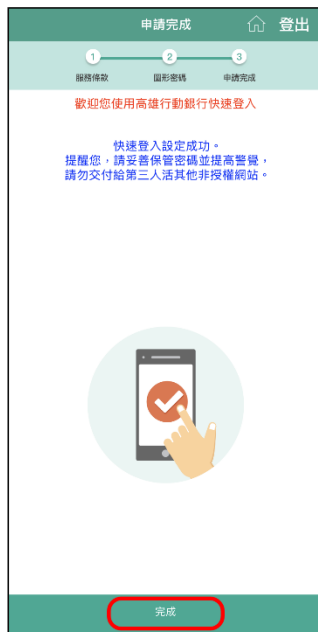 申請完成
登出
1
2
3
服務條款
圖形密碼
申請完成
歡迎您使用高雄行動銀行快速登入
快速登入設定成功。
提醒您，請妥善保管密碼並提高警覺，
請勿交付給第三人活其他非授權網站。
完成